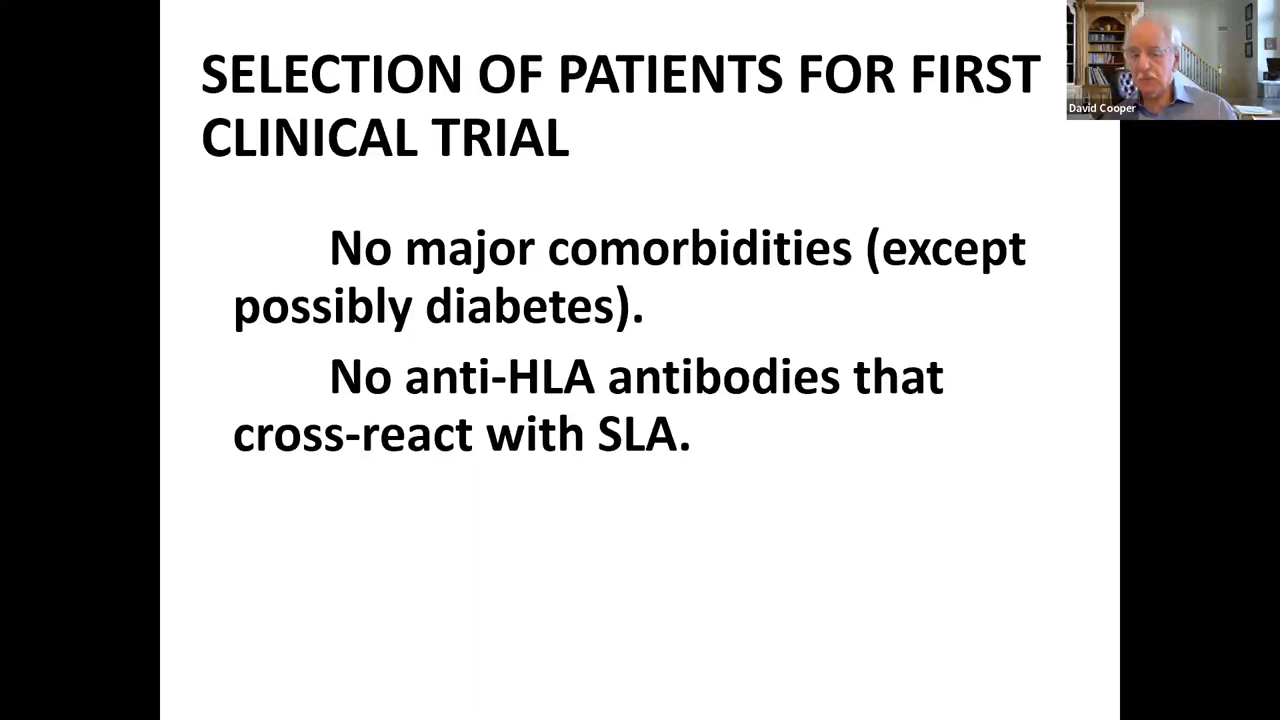 SELECTION OF PATIENTS FOR FIRST
CLINICAL TRIAL
David Cooper
No major comorbidities (except
possibly diabetes).
No anti-HLA antibodies that
cross-react with SLA.